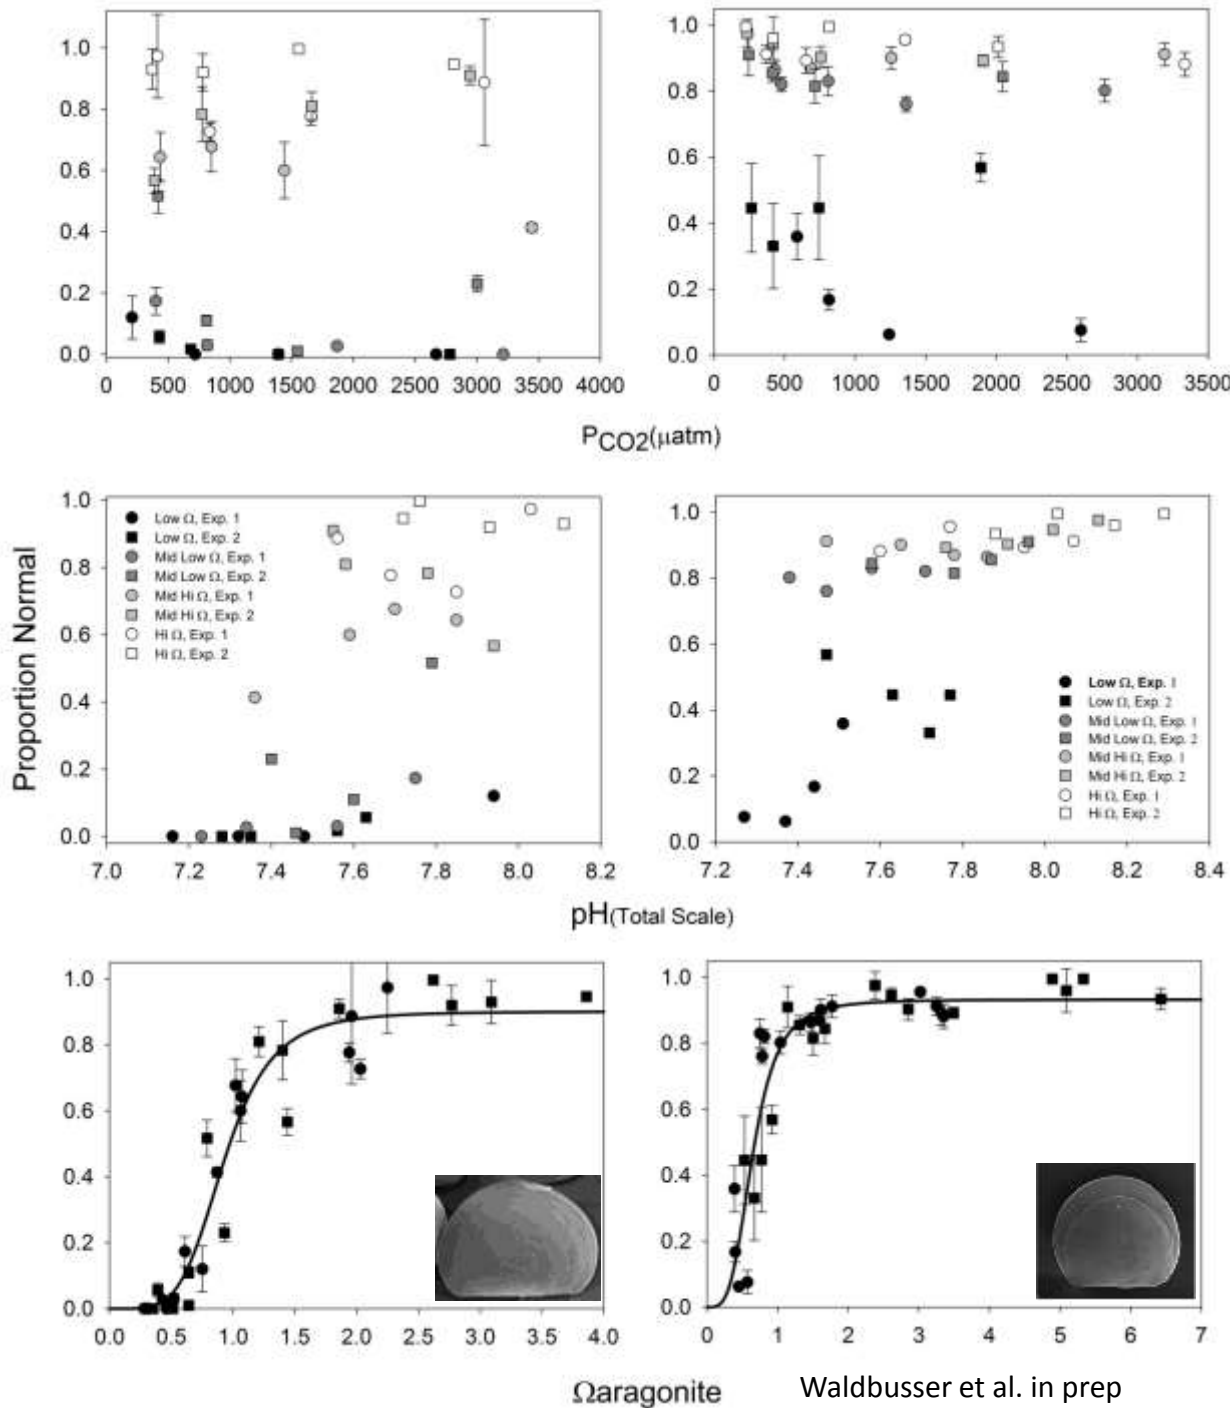 1.0
0.8
0.6
0.4
0.2
0.0
0 500 1000 1500 2000 2500 3000 3500 4000
1.0
0.8
0.6
0.4
0.2
0.0
0 500 1000 1500 2000 2500 3000 3500
PCO2(μatm)
Proportion Normal
1.0
0.8
0.6
0.4
0.2
0.0
Low Ω, Exp. 1
Low Ω, Exp. 2
Mid Low Ω, Exp. 1
Mid Low Ω, Exp. 2
Mid Hi Ω, Exp. 1
Mid Hi Ω, Exp. 2
Hi Ω, Exp. 1
Hi Ω, Exp. 2
7.0 7.2 7.4 7.6 7.8 8.0 8.2
1.0
0.8
0.6
0.4
0.2
0.0
Low Ω, Exp. 1
Low Ω, Exp. 2
Mid Low Ω, Exp. 1
Mid Low Ω, Exp. 2
Mid Hi Ω, Exp. 1
Mid Hi Ω, Exp. 2
Hi Ω, Exp. 1
Hi Ω, Exp. 2
7.2 7.4 7.6 7.8 8.0 8.2 8.4
pH(Total Scale)
1.0
0.8
0.6
0.4
0.2
0.0
0.0 0.5 1.0 1.5 2.0 2.5 3.0 3.5 4.0
1.0
0.8
0.6
0.4
0.2
0.0
0 1 2 3 4 5 6 7
Ωaragonite
Waldbusser et al. in prep